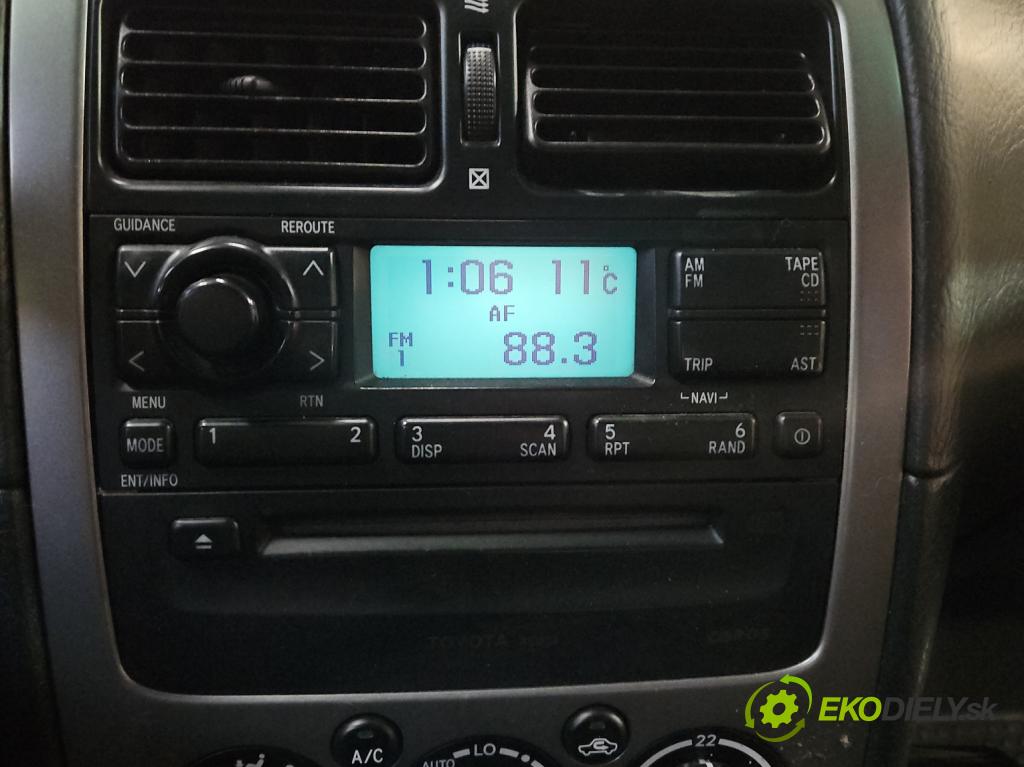 GUIDANCE REROUTE
1:06 11°C
AF
FM 1 88.3
AM FM
TAPE CD
TRIP AST
MENU RTN
NAVI
MODE
1 2
3 DISP
4 SCAN
5 RPT
6 RAND
ENT/INFO
TOYOTA
A/C
AUTO LO
22
EKODIELY.sk